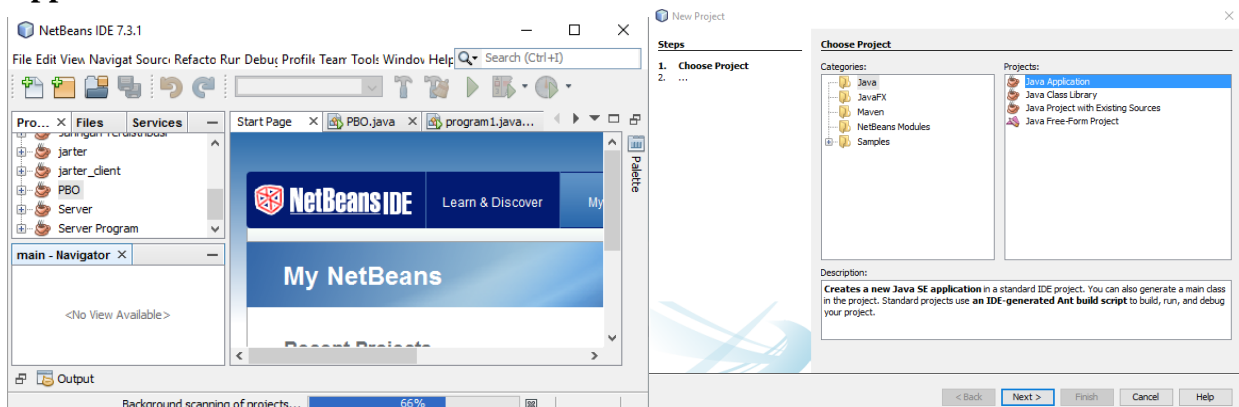 NetBeans IDE 7.3.1
File Edit View Navigat Source Refacto Run Debug Profile Team Tools Window Help Search (Ctrl+I)
Pro... Files Services
Start Page PBO.java program1.java...
jarter
jarter_client
PBO
Server
Server Program
main - Navigator
<No View Available>
NetBeans IDE Learn & Discover My
My NetBeans
Recent Projects
Palette
Output
Background scanning of projects... 66%
New Project
Steps
1. Choose Project
2. ...
Choose Project
Categories:
Java
JavaFX
Maven
NetBeans Modules
Samples
Projects:
Java Application
Java Class Library
Java Project with Existing Sources
Java Free-Form Project
Description:
Creates a new Java SE application in a standard IDE project. You can also generate a main class
in the project. Standard projects use an IDE-generated Ant build script to build, run, and debug
your project.
< Back Next > Finish Cancel Help